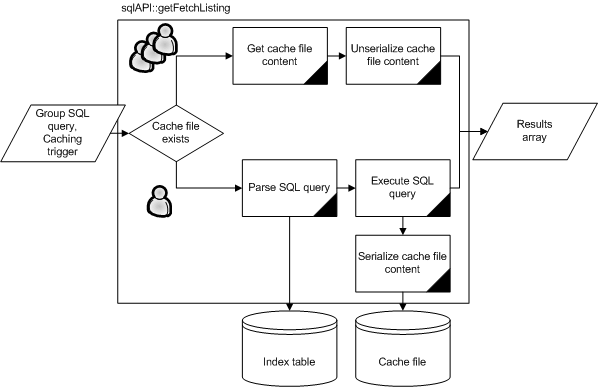 sqlAPI::getFetchListing
Get cache file
content
Unserialize cache
file content
Group SQL
query,
Caching
trigger
Cache file
exists
Results
array
Parse SQL query
Execute SQL
query
Serialize cache file
content
Index table
Cache file